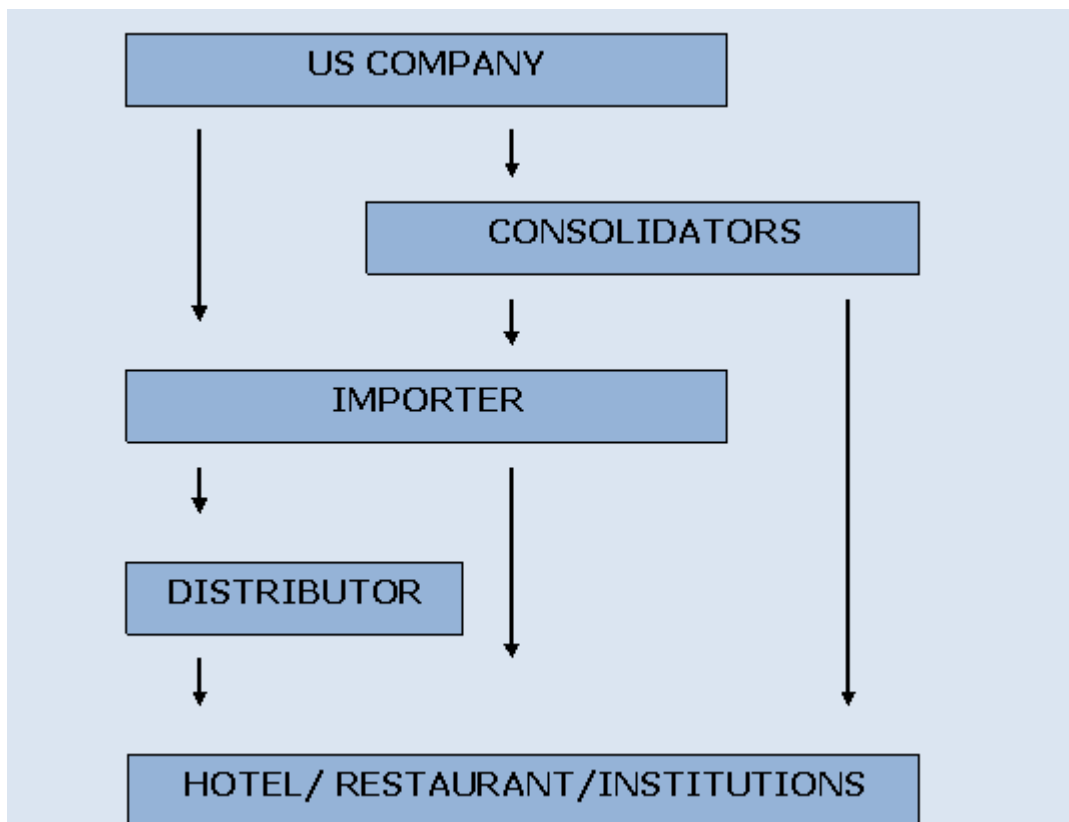 US COMPANY
CONSOLIDATORS
IMPORTER
DISTRIBUTOR
HOTEL/ RESTAURANT/INSTITUTIONS